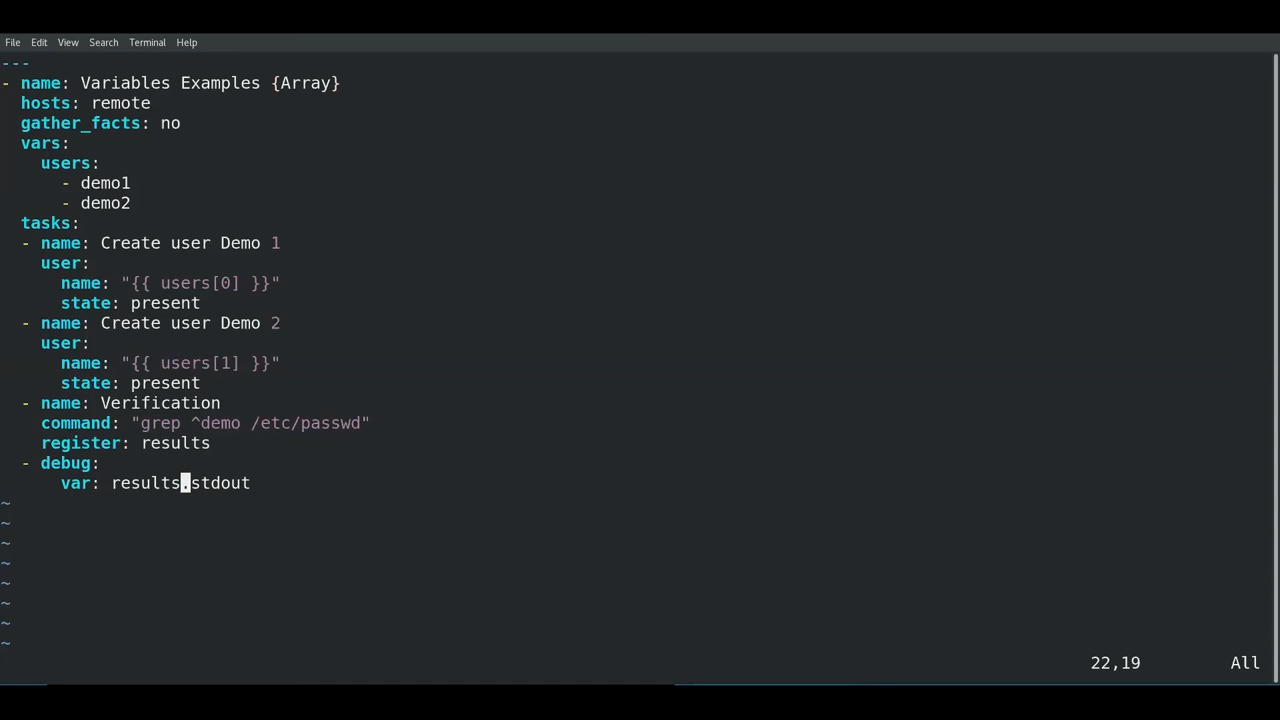 File Edit View Search Terminal Help
---
- name: Variables Examples {Array}
  hosts: remote
  gather_facts: no
  vars:
    users:
      - demo1
      - demo2
  tasks:
  - name: Create user Demo 1
    user:
      name: "{{ users[0] }}"
      state: present
  - name: Create user Demo 2
    user:
      name: "{{ users[1] }}"
      state: present
  - name: Verification
    command: "grep ^demo /etc/passwd"
    register: results
  - debug:
      var: results.stdout
~
~
~
~
~
~
~
~
22,19 All